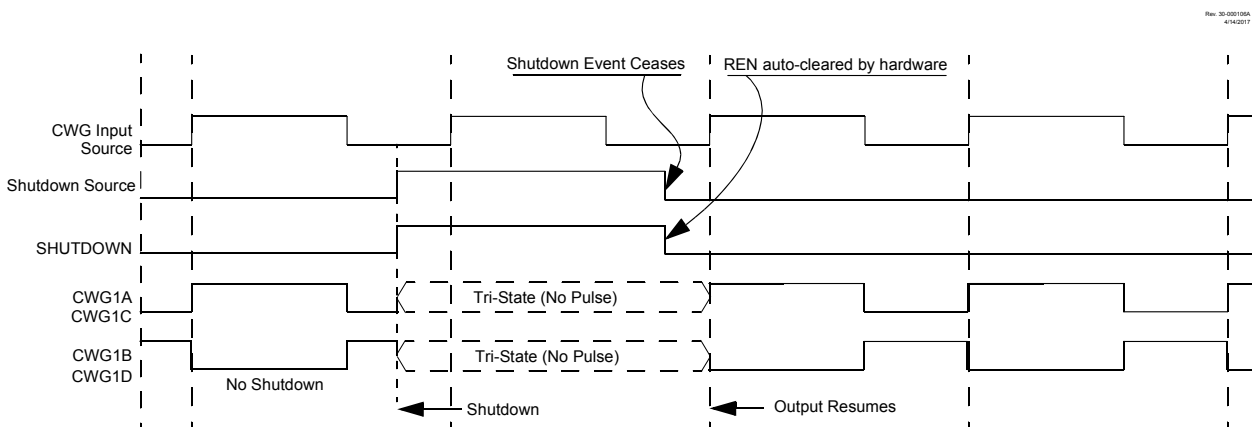 Rev. 30-000108A
4/14/2017
Shutdown Event Ceases
REN auto-cleared by hardware
CWG Input
Source
Shutdown Source
SHUTDOWN
CWG1A
CWG1C
Tri-State (No Pulse)
CWG1B
CWG1D
Tri-State (No Pulse)
No Shutdown
Shutdown
Output Resumes